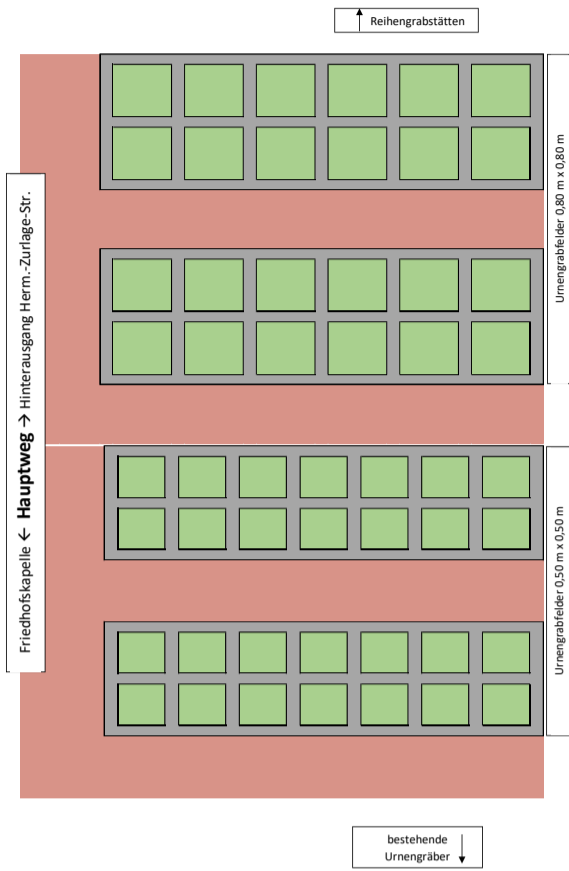 Reihengrabstätten
Friedhofskapelle ← Hauptweg → Hinterausgang Herm.-Zurlage-Str.
Urnengrabfelder 0,80 m x 0,80 m
Urnengrabfelder 0,50 m x 0,50 m
bestehende
Urnengräber